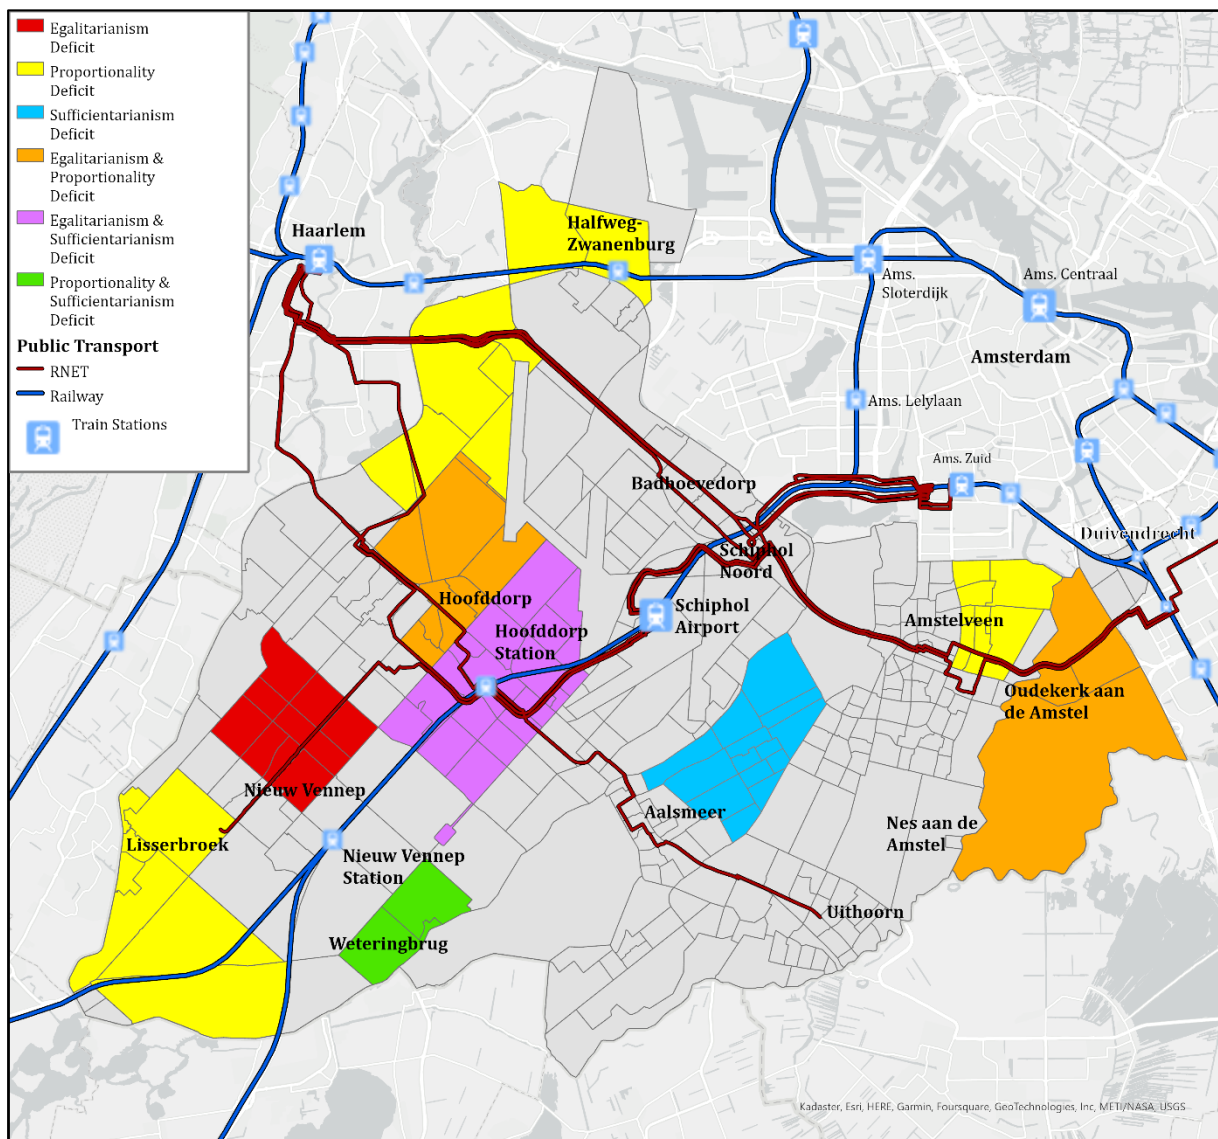 Egalitarianism
Deficit
Proportionality
Deficit
Sufficientarianism
Deficit
Egalitarianism &
Proportionality
Deficit
Egalitarianism &
Sufficientarianism
Deficit
Proportionality &
Sufficientarianism
Deficit
Public Transport
RNET
Railway
Train Stations
Haarlem
Halfweg-
Zwanenburg
Ams.
Sloterdijk
Ams. Centraal
Amsterdam
Ams. Lelylaan
Ams. Zuid
Badhoevedorp
Duivendrecht
Schiphol
Noord
Hoofddorp
Schiphol
Airport
Amstelveen
Hoofddorp
Station
Oudekerk aan
de Amstel
Nieuw Vennep
Aalsmeer
Lisserbroek
Nes aan de
Amstel
Nieuw Vennep
Station
Uithoorn
Weteringbrug
Kadaster, Esri, HERE, Garmin, Foursquare, GeoTechnologies, Inc, METI/NASA, USGS